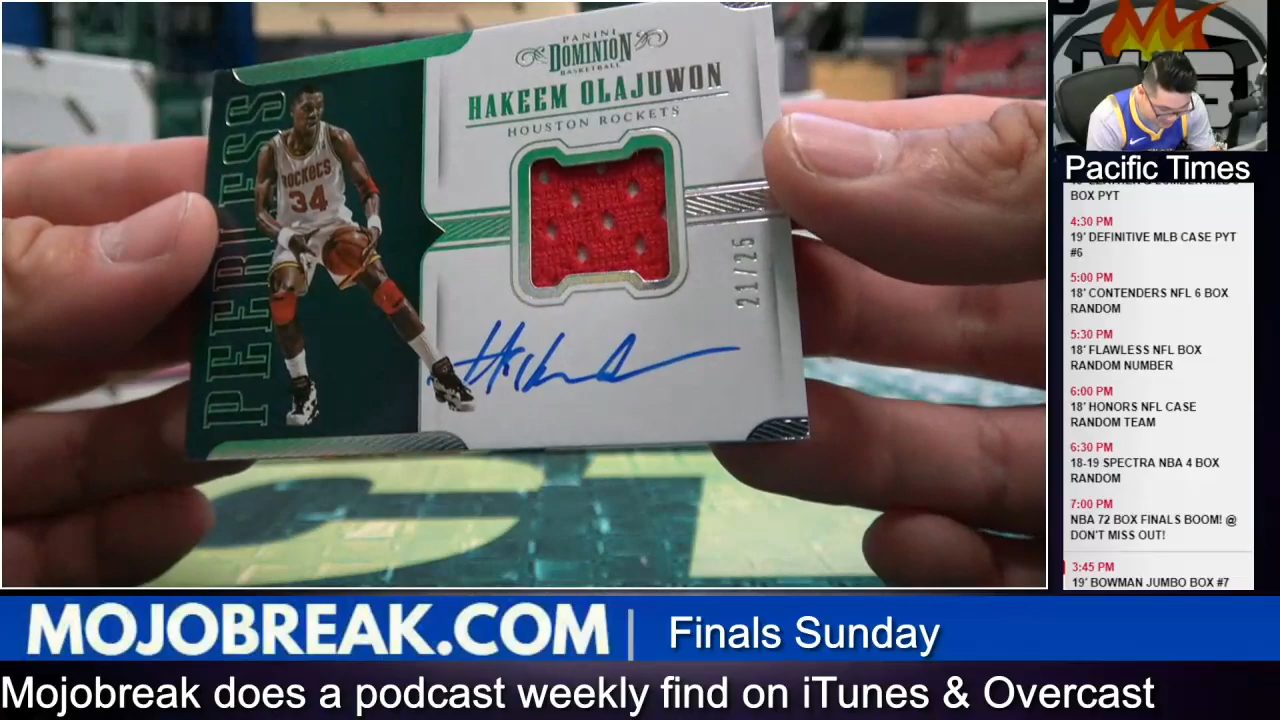 PANINI
DOMINION
BASKETBALL
HAKEEM OLAJUWON
HOUSTON ROCKETS
PEERLESS
ROCKETS
34
21/25
Pacific Times
BOX PYT
4:30 PM
19' DEFINITIVE MLB CASE PYT
#6
5:00 PM
18' CONTENDERS NFL 6 BOX
RANDOM
5:30 PM
18' FLAWLESS NFL BOX
RANDOM NUMBER
6:00 PM
18' HONORS NFL CASE
RANDOM TEAM
6:30 PM
18-19 SPECTRA NBA 4 BOX
RANDOM
7:00 PM
NBA 72 BOX FINALS BOOM! @
DON'T MISS OUT!
3:45 PM
19' BOWMAN JUMBO BOX #7
MOJOBREAK.COM | Finals Sunday
Mojobreak does a podcast weekly find on iTunes & Overcast